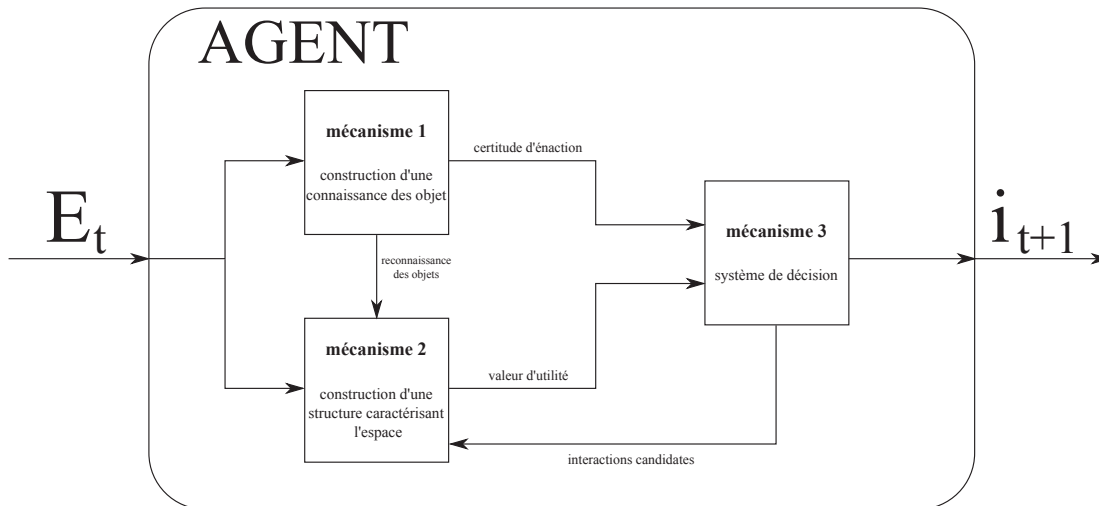 AGENT
mécanisme 1
construction d'une
connaissance des objet
certitude d'énaction
E t
mécanisme 3
système de décision
i t+1
reconnaissance
des objets
mécanisme 2
construction d'une
structure caractérisant
l'espace
valeur d'utilité
interactions candidates